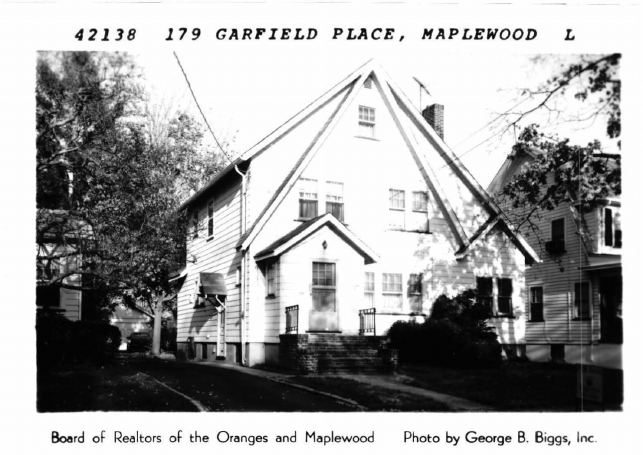 42138 179 GARFIELD PLACE, MAPLEWOOD L
Board of Realtors of the Oranges and Maplewood Photo by George B. Biggs, Inc.